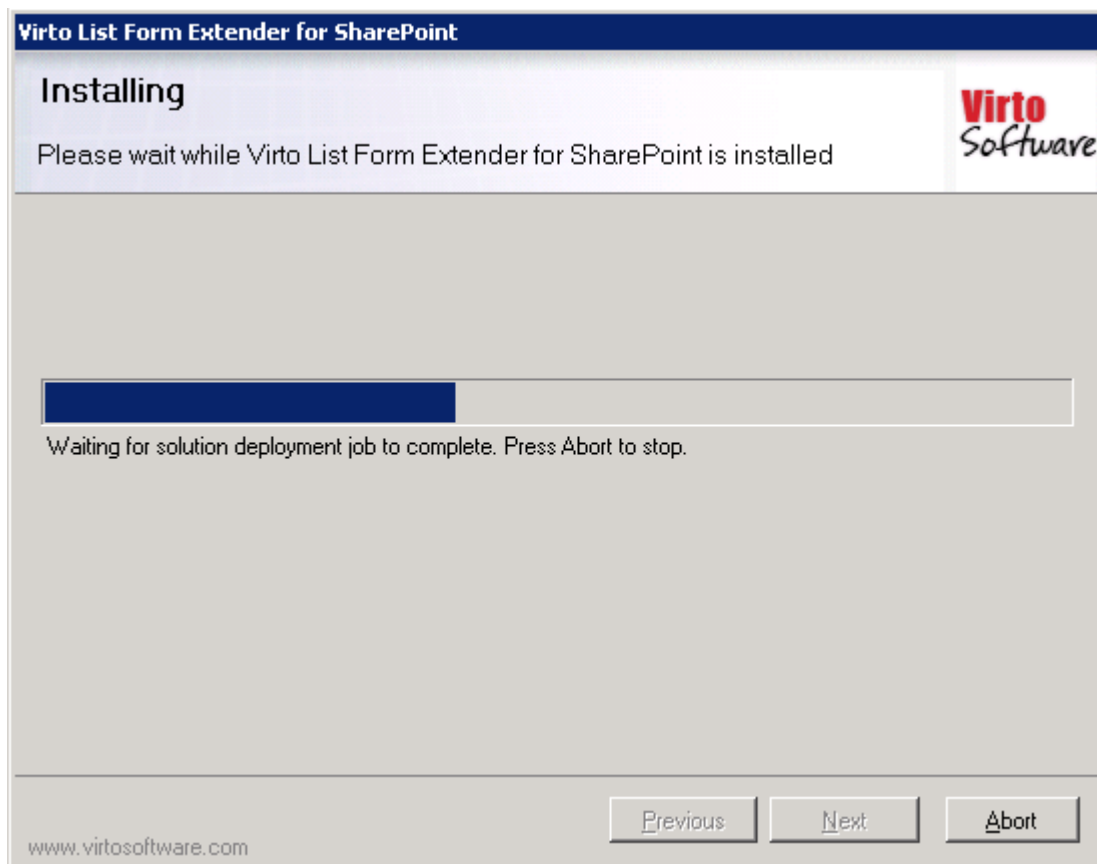 Virto List Form Extender for SharePoint
Installing
Virto
Software
Please wait while Virto List Form Extender for SharePoint is installed
Waiting for solution deployment job to complete. Press Abort to stop.
Previous
Next
Abort
www.virtosoftware.com